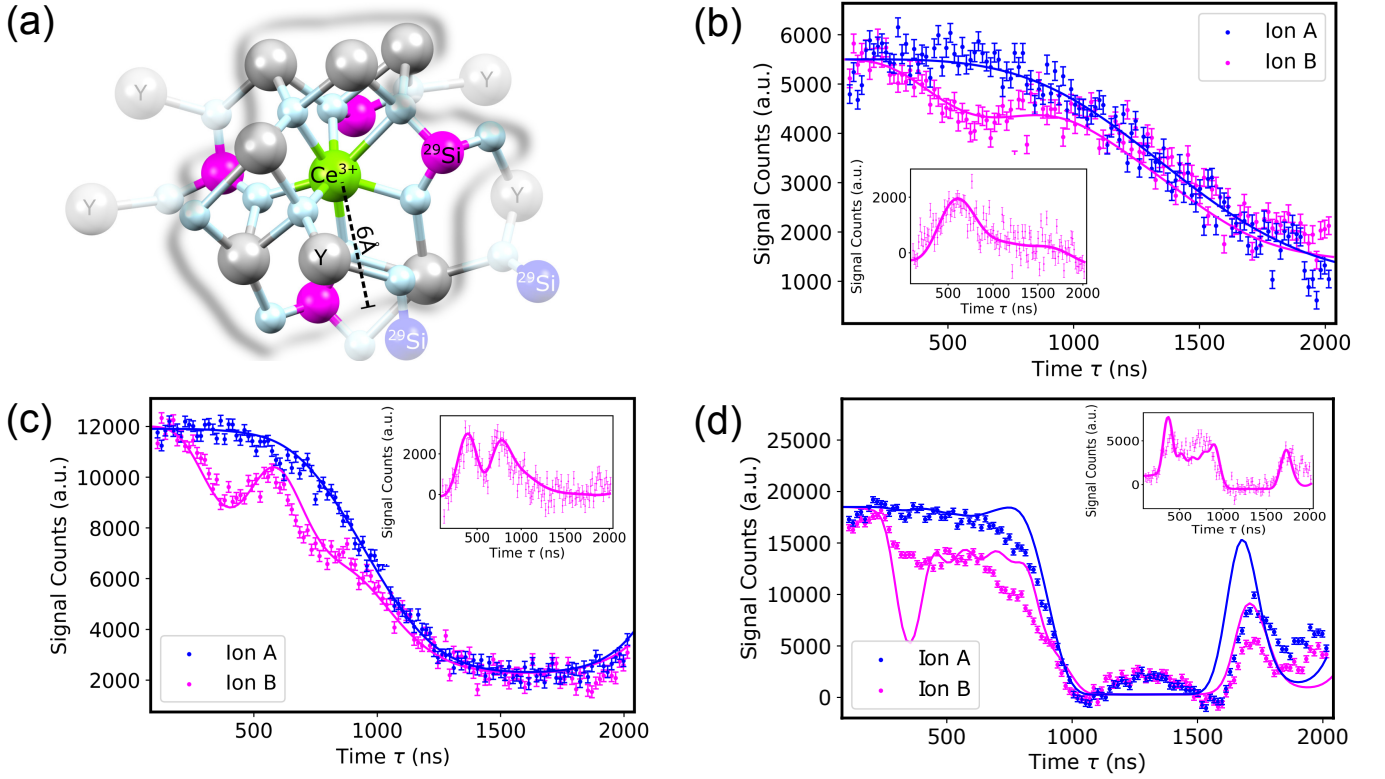 (a)
Y
Y
Y
Y
Ce3+
29Si
6Å
29Si
29Si
(b)
Signal Counts (a.u.)
6000
5000
4000
3000
2000
1000
500
1000
1500
2000
Time τ (ns)
Ion A
Ion B
Signal Counts (a.u.)
2000
0
500
1000
1500
2000
Time τ (ns)
(c)
Signal Counts (a.u.)
12000
10000
8000
6000
4000
2000
500
1000
1500
2000
Time τ (ns)
Ion A
Ion B
Signal Counts (a.u.)
2000
0
500
1000
1500
2000
Time τ (ns)
(d)
Signal Counts (a.u.)
25000
20000
15000
10000
5000
0
500
1000
1500
2000
Time τ (ns)
Ion A
Ion B
Signal Counts (a.u.)
5000
0
500
1000
1500
2000
Time τ (ns)